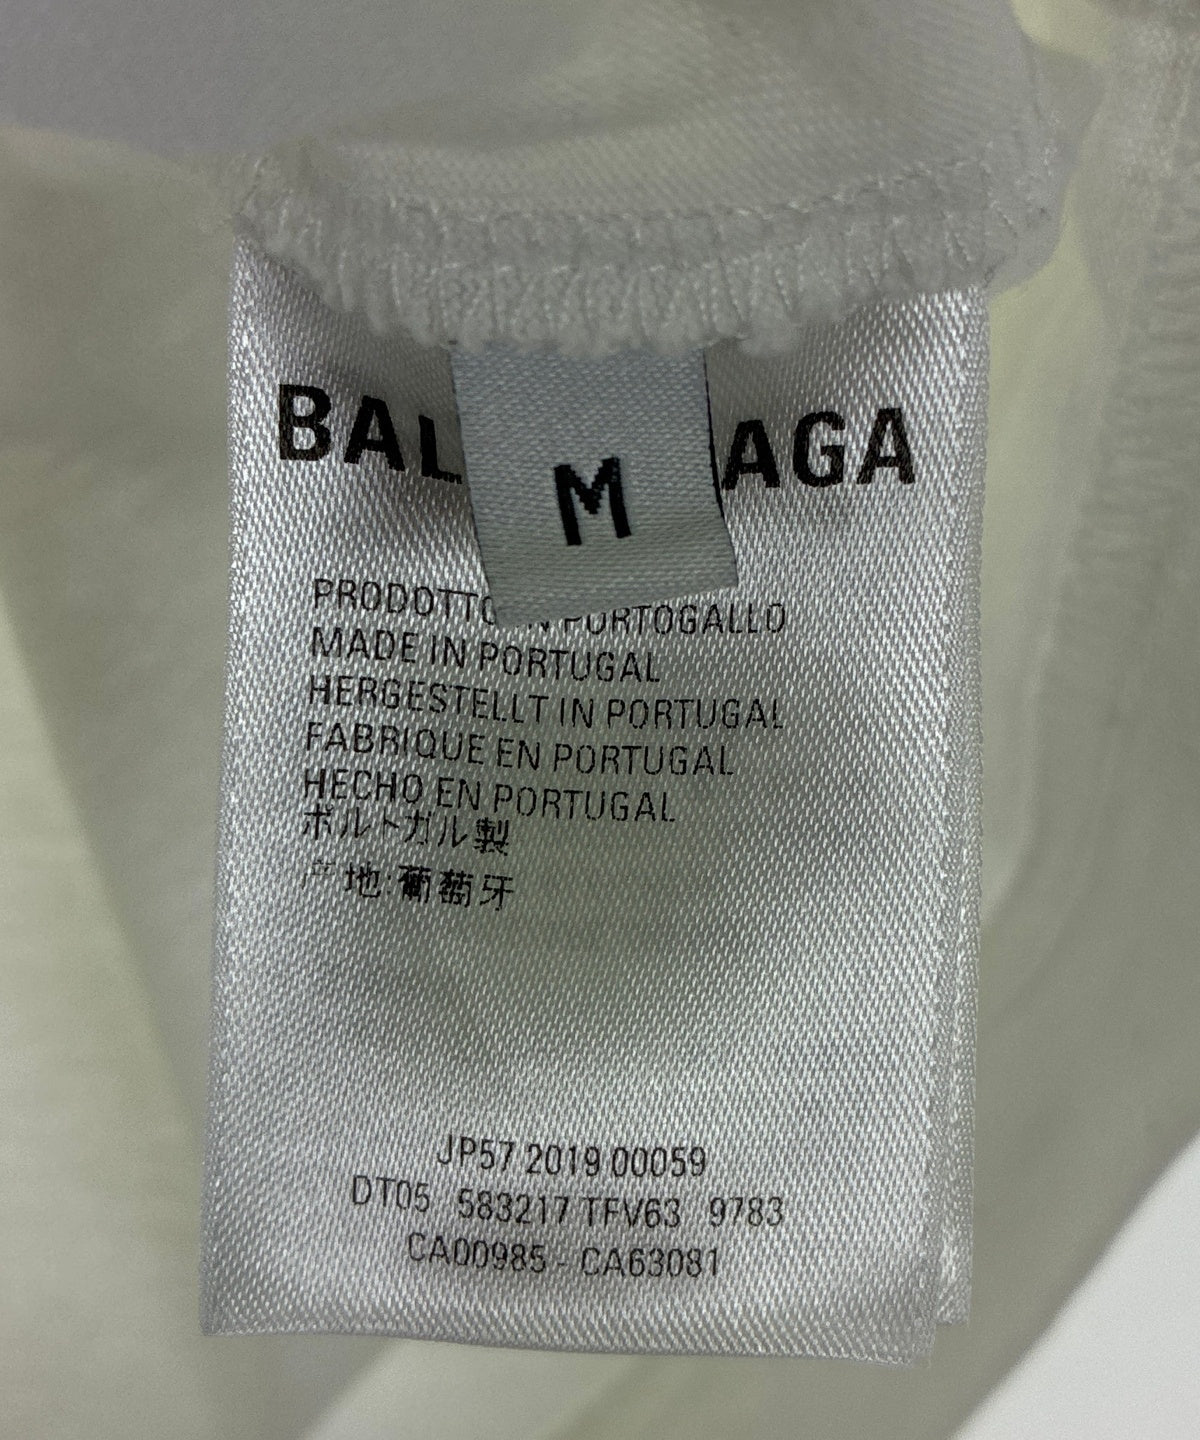 BAL AGA
M
PRODOTTO IN PORTOGALLO
MADE IN PORTUGAL
HERGESTELLT IN PORTUGAL
FABRIQUE EN PORTUGAL
HECHO EN PORTUGAL
ポルトガル製
产地:葡萄牙
JP57 2019 00059
DT05 583217 TFV63 9783
CA00985 - CA63081